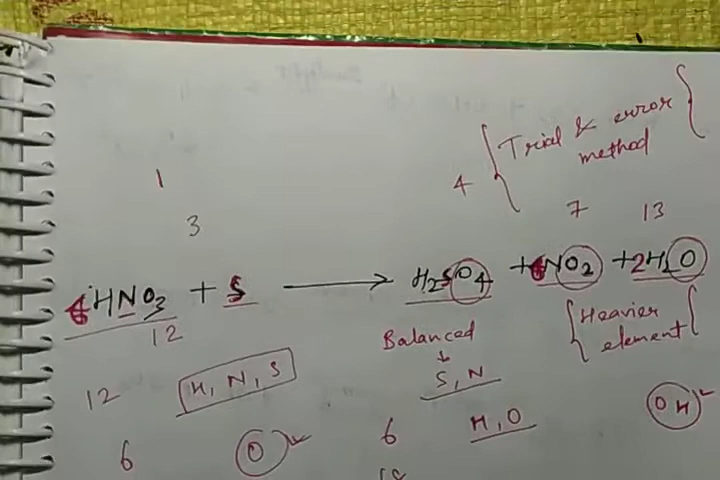 Trial & error
method
1
4
3
7 13
6HNO3 + S → H2SO4 + 6NO2 + 2H2O
12
Balanced
Heavier
element
12
H, N, S
S, N
H, O
O H
6
O
6
18